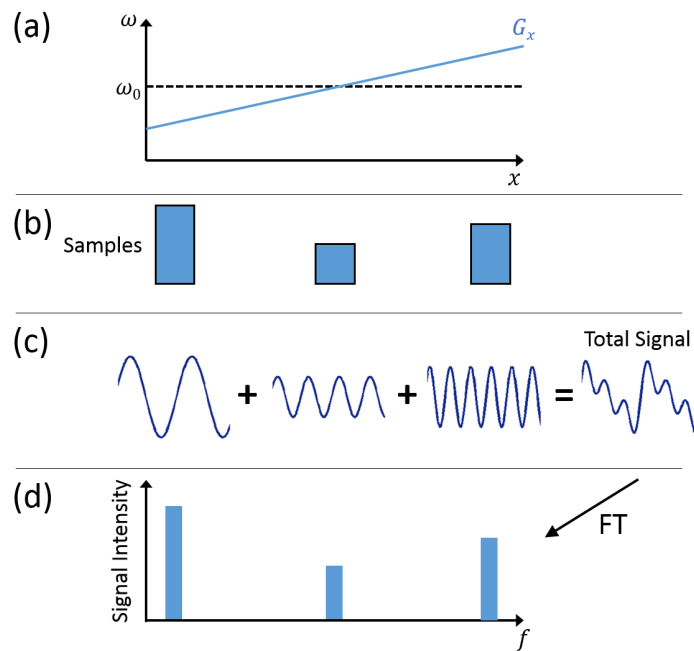 (a)
ω
G_x
ω_0
x
(b)
Samples
(c)
Total Signal
+ + =
(d)
Signal Intensity
FT
f